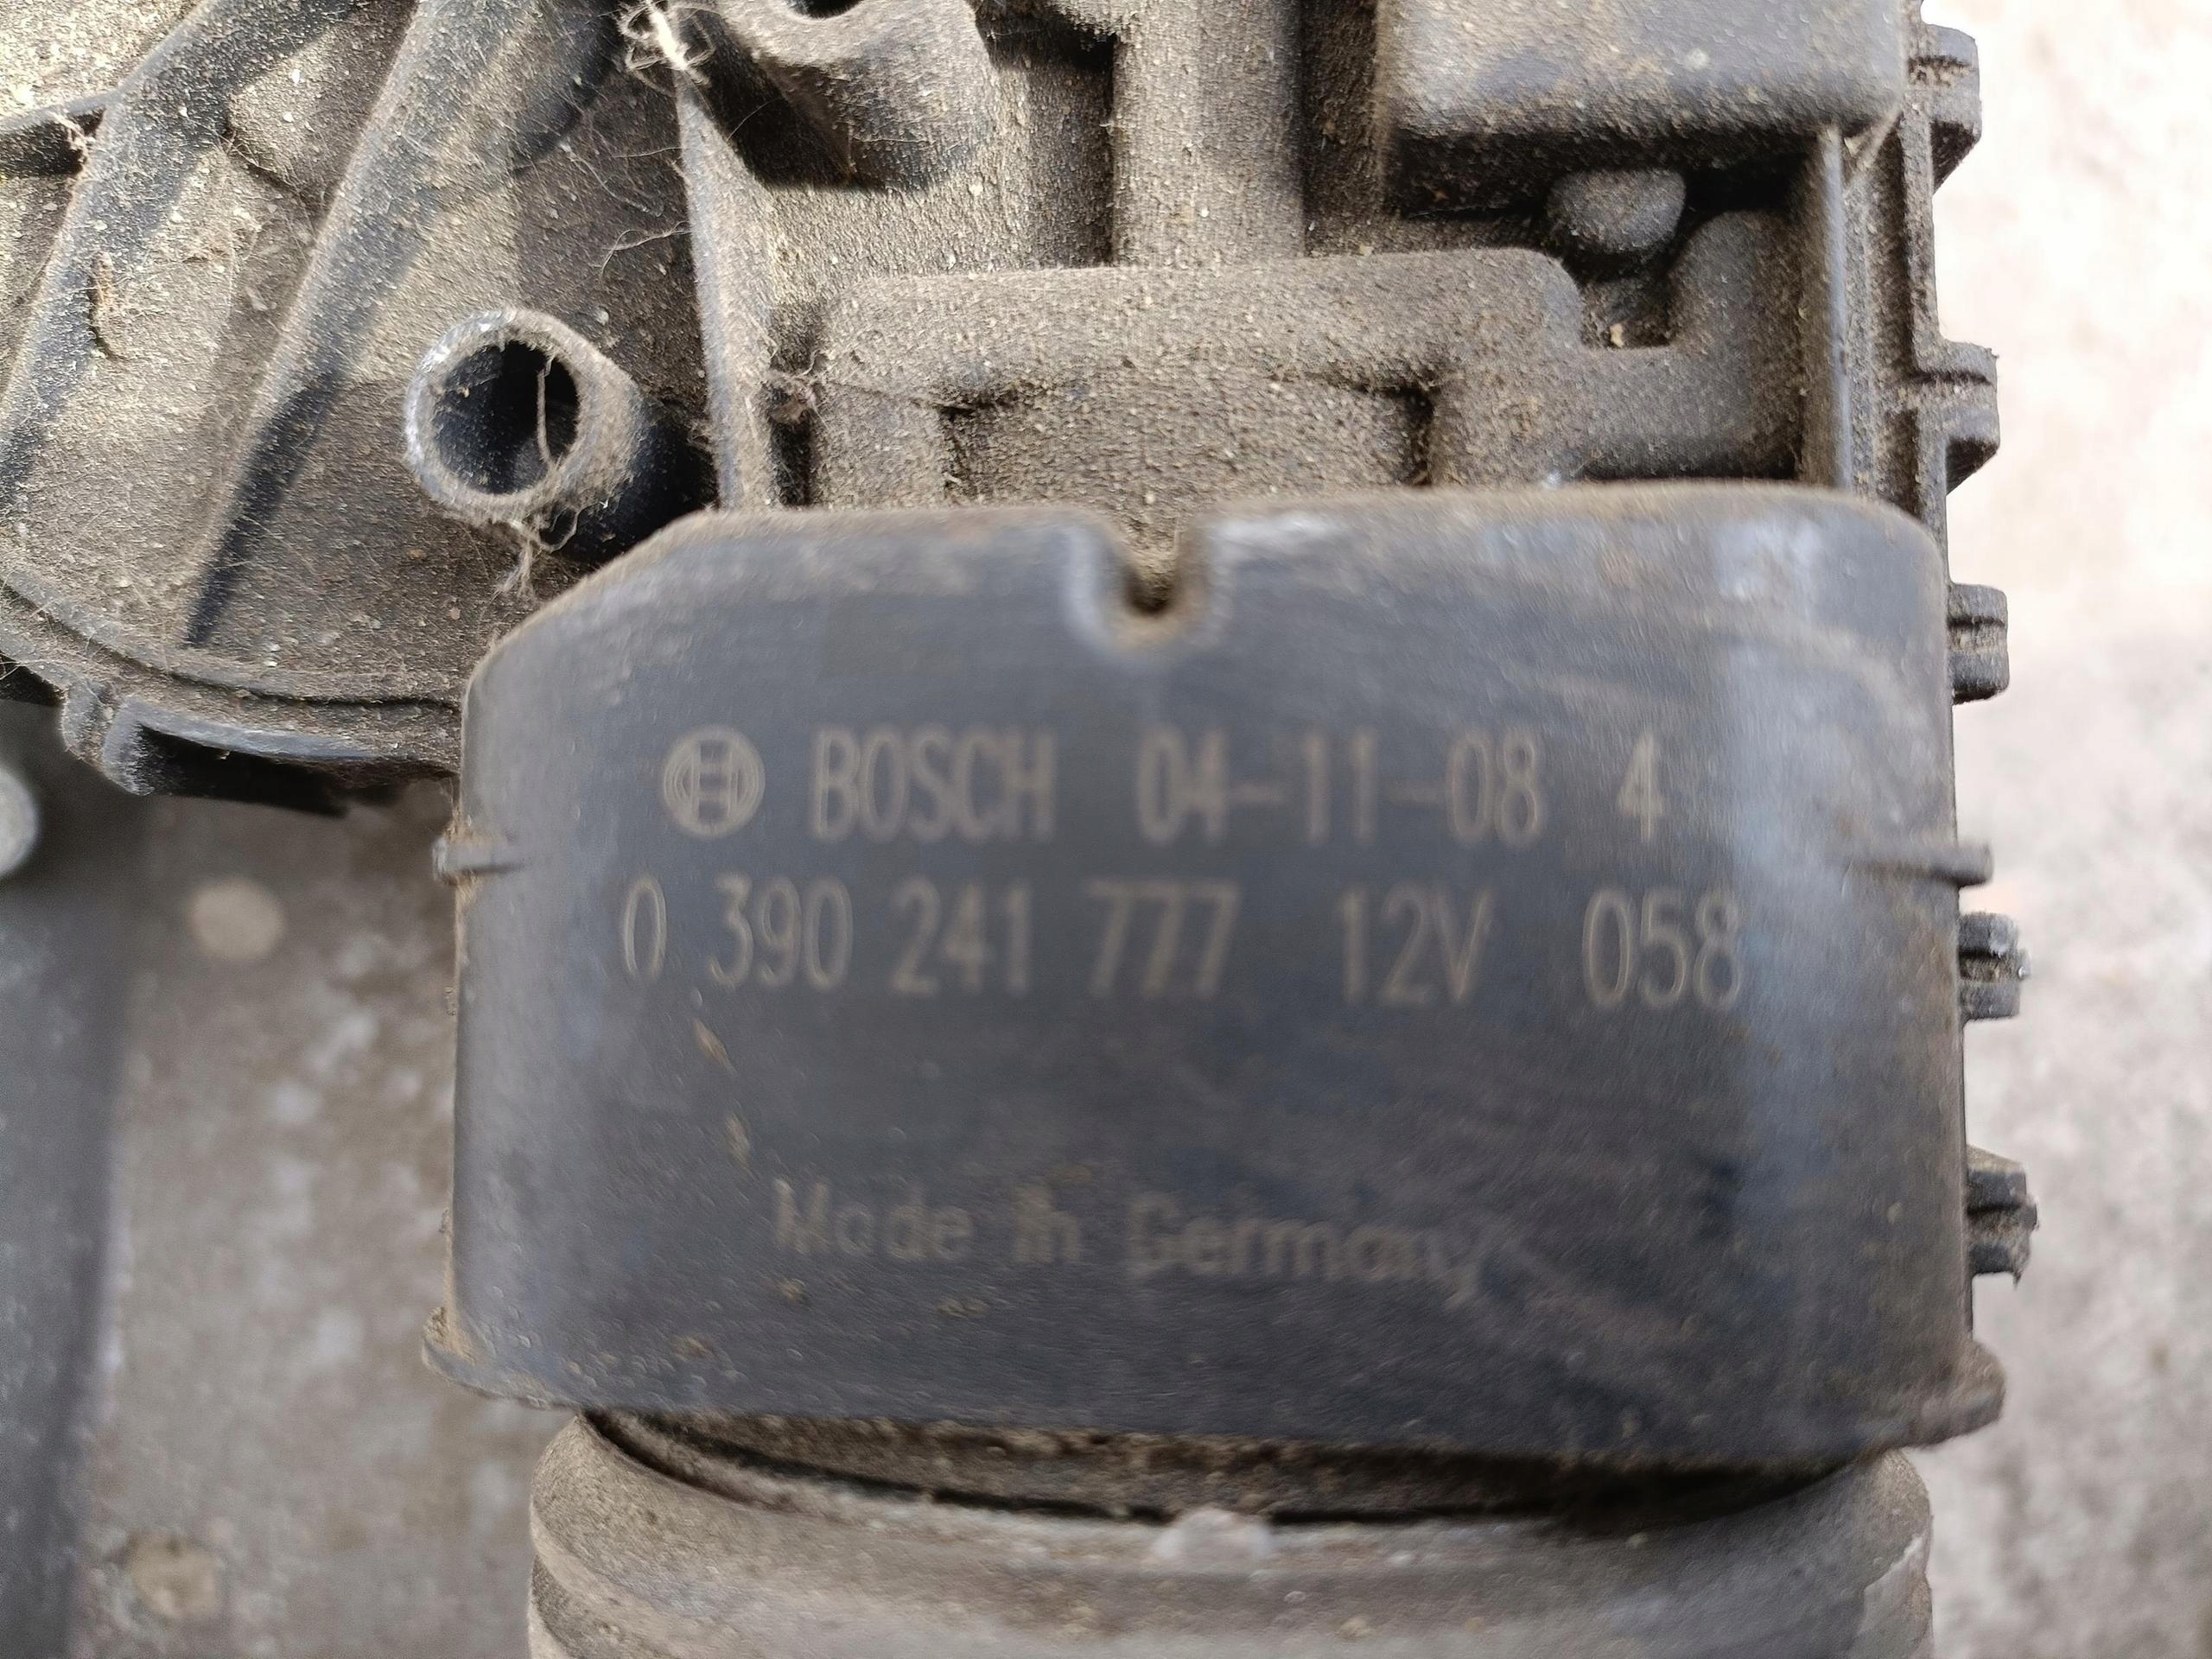 BOSCH 04-11-08 4
0 390 241 777 12V 058
Made in Germany